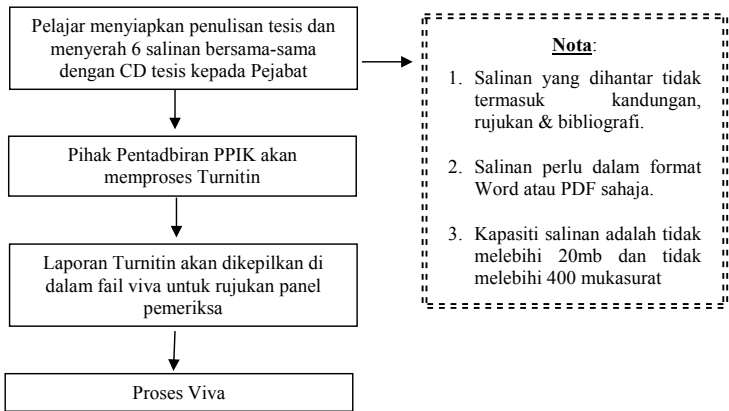 Pelajar menyiapkan penulisan tesis dan
menyerah 6 salinan bersama-sama
dengan CD tesis kepada Pejabat
Pihak Pentadbiran PPIK akan
memproses Turnitin
Laporan Turnitin akan dikepilkan di
dalam fail viva untuk rujukan panel
pemeriksa
Proses Viva
Nota:
1. Salinan yang dihantar tidak
termasuk kandungan,
rujukan & bibliografi.
2. Salinan perlu dalam format
Word atau PDF sahaja.
3. Kapasiti salinan adalah tidak
melebihi 20mb dan tidak
melebihi 400 mukasurat